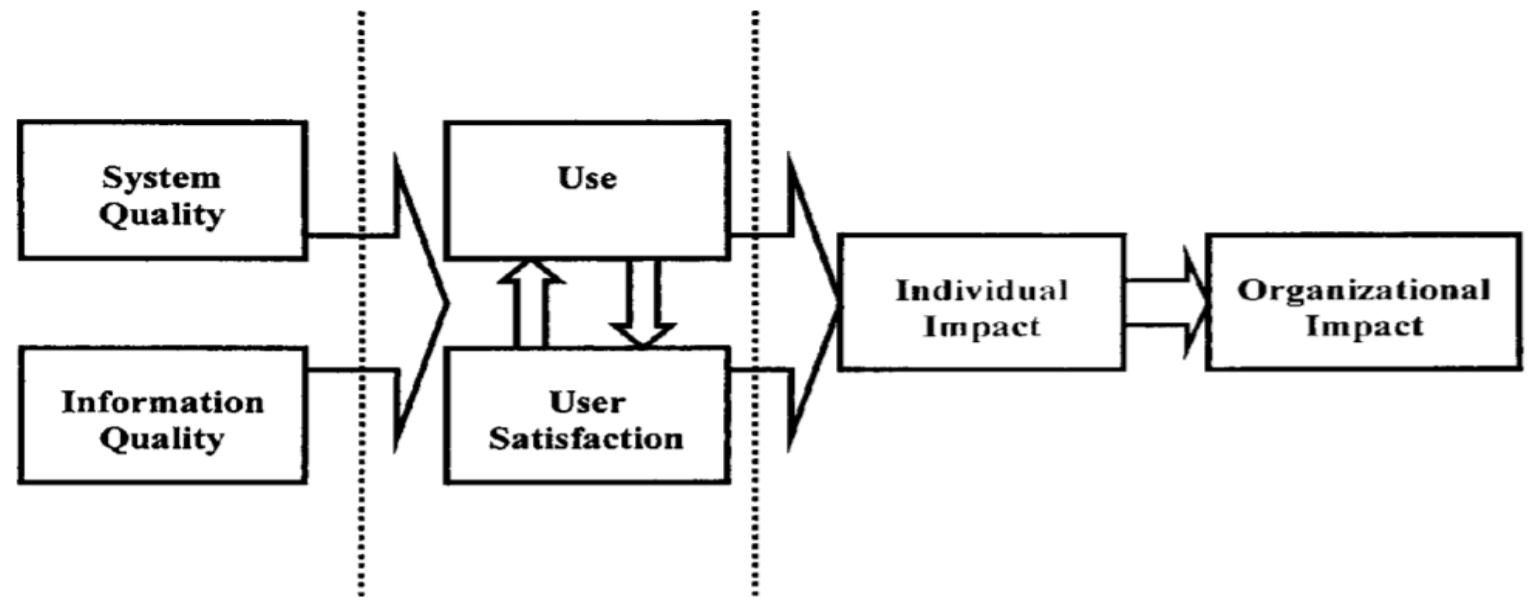 System
Quality
Information
Quality
Use
User
Satisfaction
Individual
Impact
Organizational
Impact